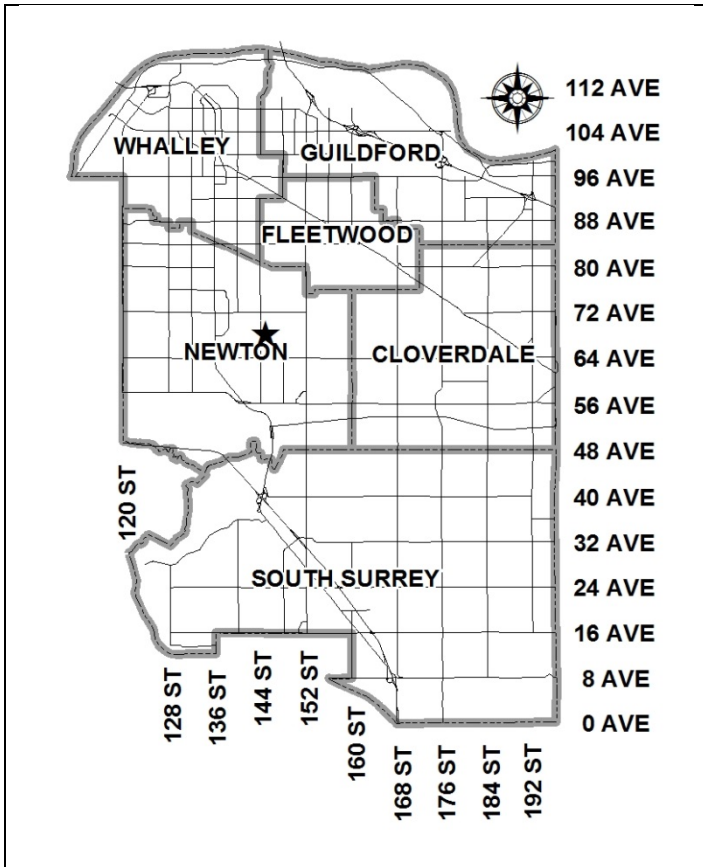 112 AVE
104 AVE
WHALLEY
GUILDFORD
96 AVE
88 AVE
FLEETWOOD
80 AVE
72 AVE
NEWTON
CLOVERDALE
64 AVE
56 AVE
48 AVE
120 ST
40 AVE
32 AVE
SOUTH SURREY
24 AVE
16 AVE
128 ST
136 ST
144 ST
152 ST
160 ST
8 AVE
0 AVE
168 ST
176 ST
184 ST
192 ST